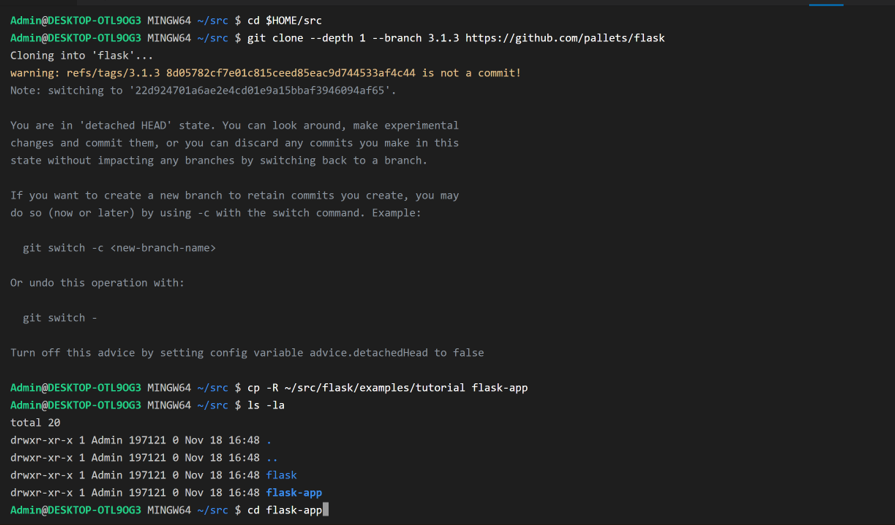 Admin@DESKTOP-OTL9OG3 MINGW64 ~/src $ cd $HOME/src
Admin@DESKTOP-OTL9OG3 MINGW64 ~/src $ git clone --depth 1 --branch 3.1.3 https://github.com/pallets/flask
Cloning into 'flask'...
warning: refs/tags/3.1.3 8d05782cf7e01c815ceed85eac9d744533af4c44 is not a commit!
Note: switching to '22d924701a6ae2e4cd01e9a15bbaf3946094af65'.

You are in 'detached HEAD' state. You can look around, make experimental
changes and commit them, or you can discard any commits you make in this
state without impacting any branches by switching back to a branch.

If you want to create a new branch to retain commits you create, you may
do so (now or later) by using -c with the switch command. Example:

  git switch -c <new-branch-name>

Or undo this operation with:

  git switch -

Turn off this advice by setting config variable advice.detachedHead to false

Admin@DESKTOP-OTL9OG3 MINGW64 ~/src $ cp -R ~/src/flask/examples/tutorial flask-app
Admin@DESKTOP-OTL9OG3 MINGW64 ~/src $ ls -la
total 20
drwxr-xr-x 1 Admin 197121 0 Nov 18 16:48 .
drwxr-xr-x 1 Admin 197121 0 Nov 18 16:48 ..
drwxr-xr-x 1 Admin 197121 0 Nov 18 16:48 flask
drwxr-xr-x 1 Admin 197121 0 Nov 18 16:48 flask-app
Admin@DESKTOP-OTL9OG3 MINGW64 ~/src $ cd flask-app